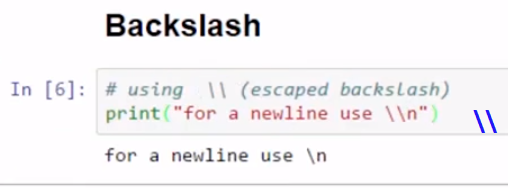 Backslash
In [6]: # using  \\ (escaped backslash)
print("for a newline use \\n")
\\
for a newline use \n